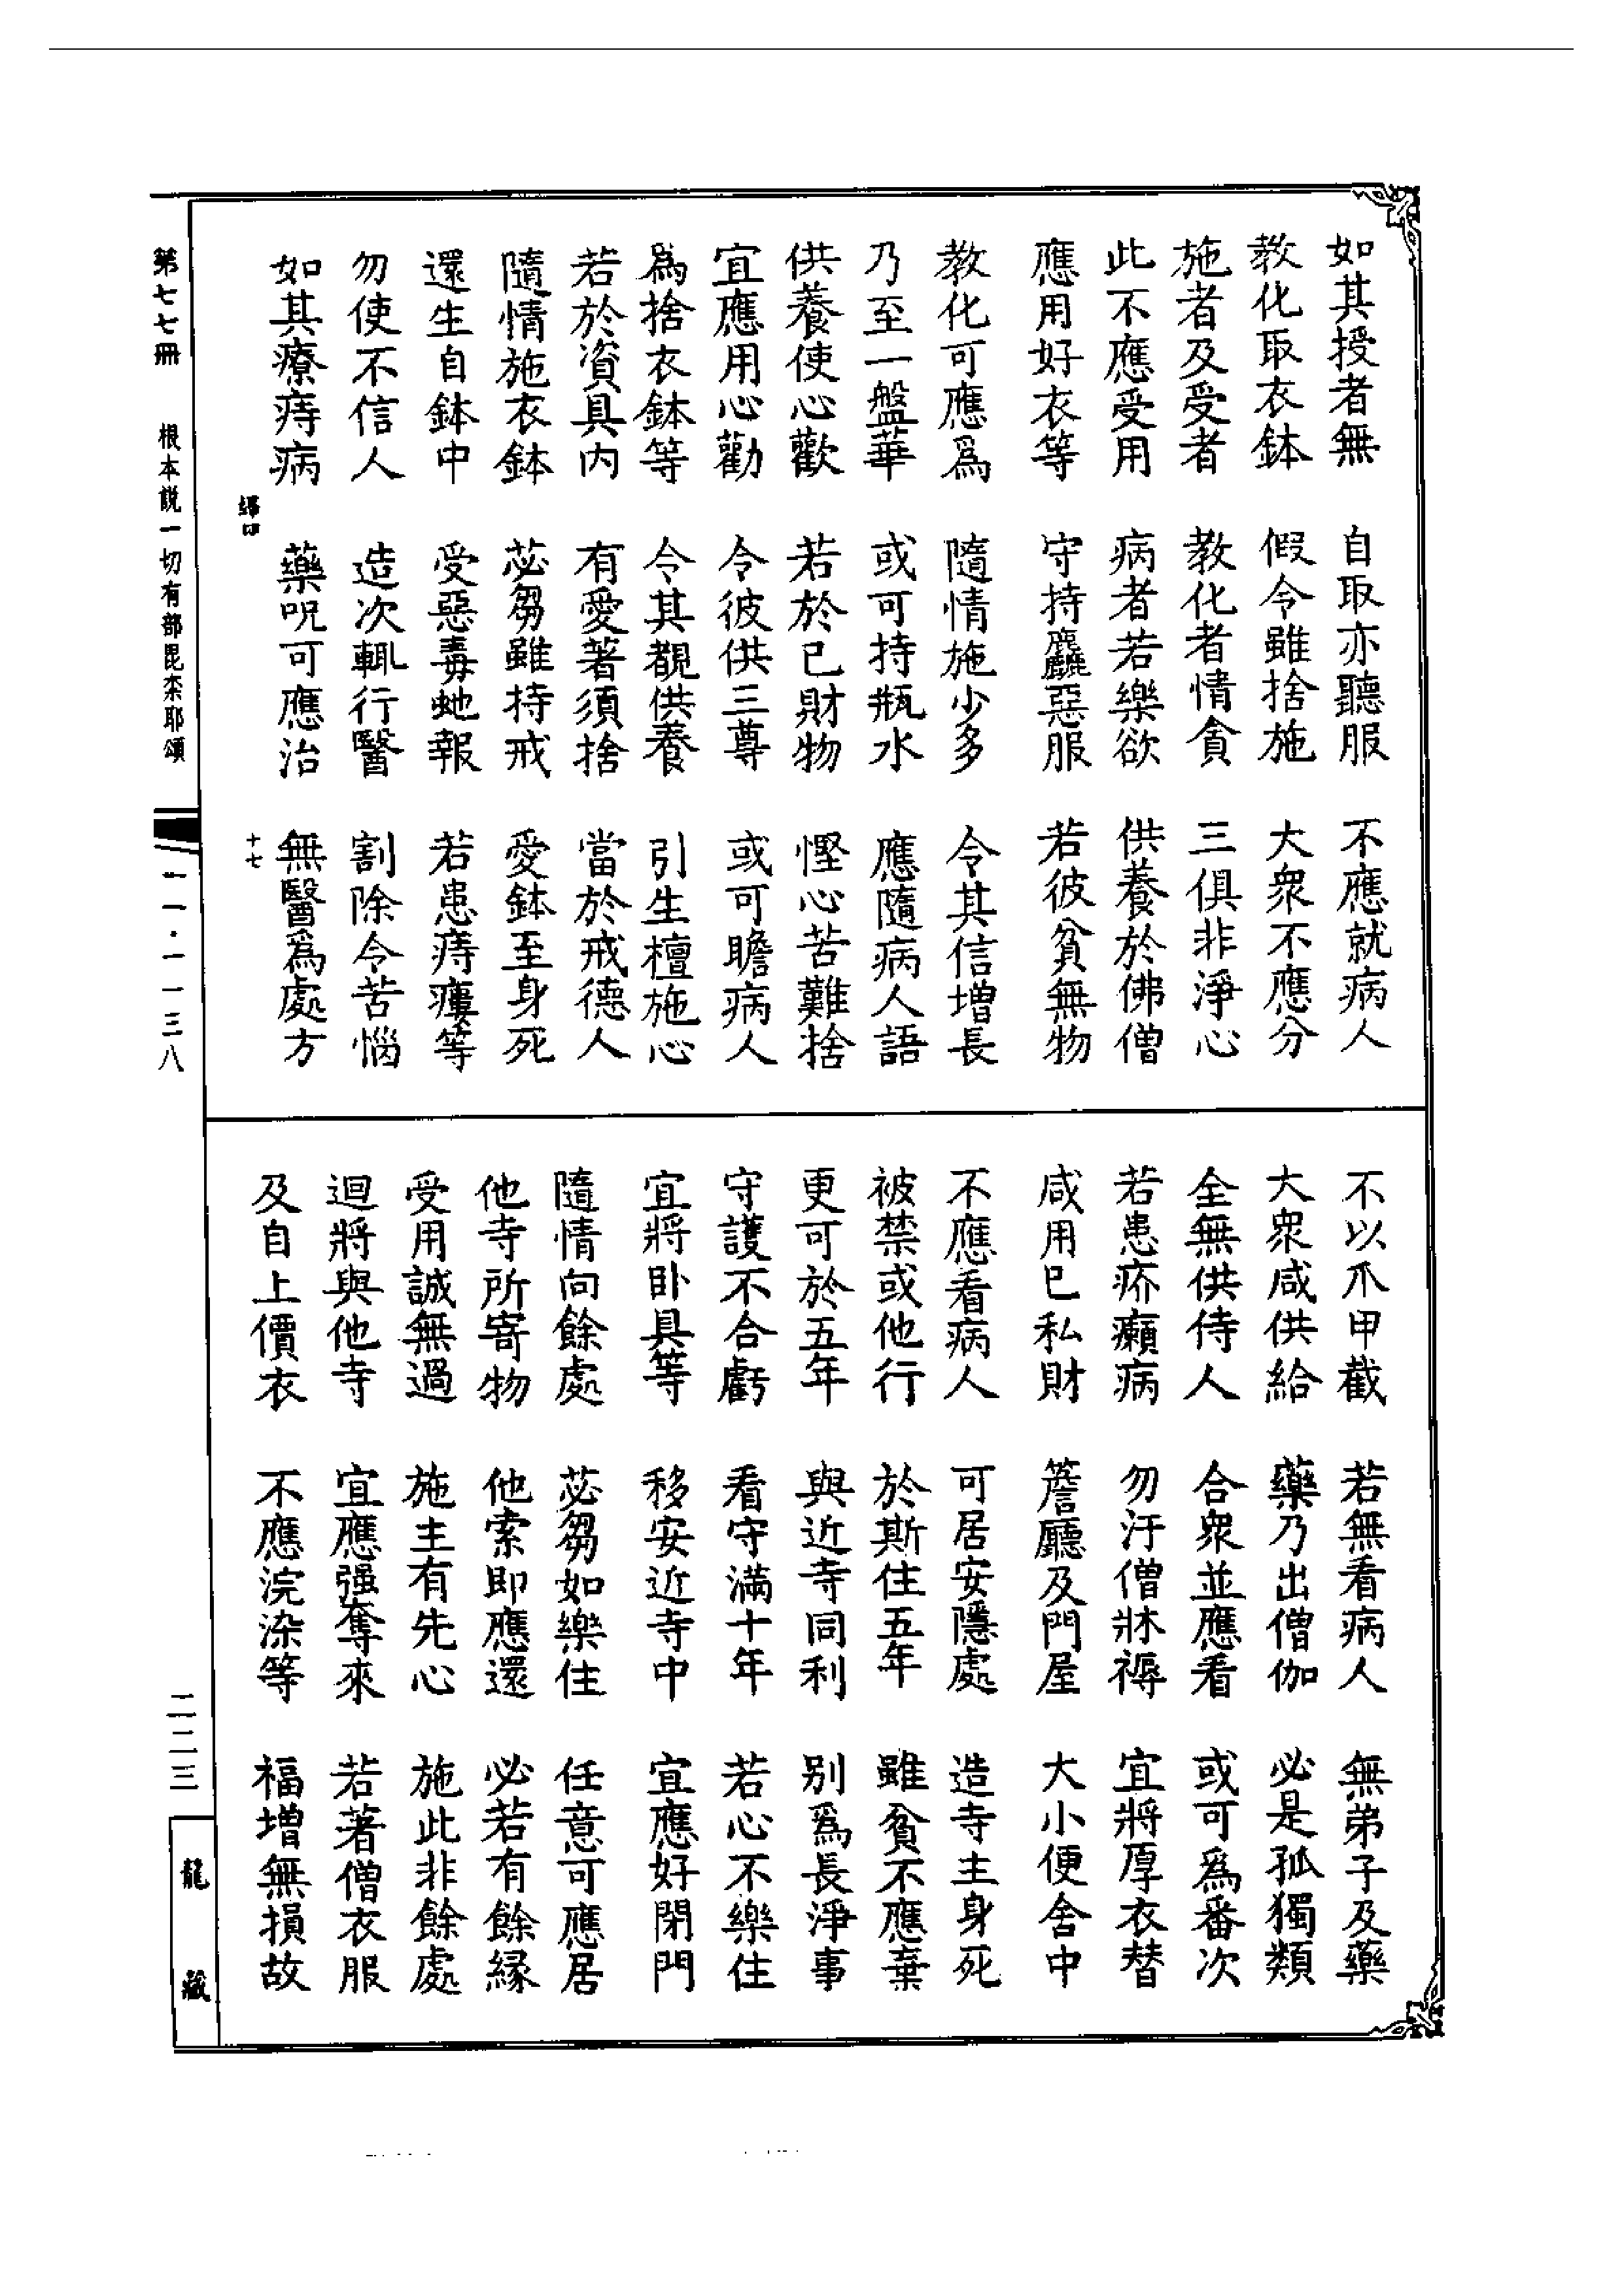 如其授者無　自取亦聽服　不應就病人
教化取衣鉢　假令雖捨施　大衆不應分
施者及受者　教化者情貪　三俱非淨心
此不應受用　病者若樂欲　供養於佛僧
應用好衣等　守持麤惡服　若彼貧無物
教化可應爲　隨情施少多　令其信增長
乃至一盤華　或可持瓶水　應隨病人語
供養使心歡　若於已財物　慳心苦難捨
宜應用心勸　令彼供三尊　或可瞻病人
爲捨衣鉢等　令其覩供養　引生檀施心
若於資具內　有愛著須捨　當於戒德人
隨情施衣鉢　苾芻雖持戒　愛鉢至身死
還生自鉢中　受惡毒虵報　若患痔瘻等
勿使不信人　造次輒行醫　割除令苦惱
如其療痔病　藥呪可應治　無醫爲處方
十七
不以爪甲截　若無看病人　無弟子及藥
大衆咸供給　藥乃出僧伽　必是孤獨類
全無供侍人　合衆並應看　或可爲番次
若患疥癩病　勿汙僧牀褥　宜將厚衣替
咸用已私財　簷廳及門屋　大小便舍中
不應看病人　可居安隱處　造寺主身死
被禁或他行　於斯住五年　雖貧不應棄
更可於五年　與近寺同利　别爲長淨事
守護不合虧　看守滿十年　若心不樂住
宜將卧具等　移安近寺中　宜應好閉門
隨情向餘處　苾芻如樂住　任意可應居
他寺所寄物　他索即應還　必若有餘緣
受用誠無過　施主有先心　施此非餘處
迴將與他寺　宜應强奪來　若著僧衣服
及自上價衣　不應浣染等　福增無損故
第七七冊　根本説一切有部毘柰耶頌　一一·一一三八　二二三　龍藏